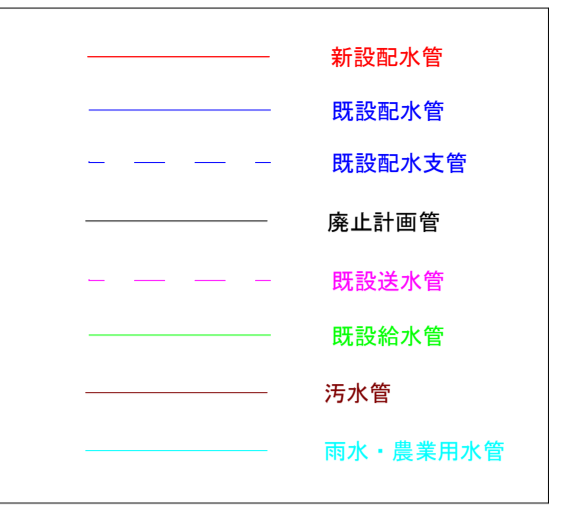 新設配水管
既設配水管
既設配水支管
廃止計画管
既設送水管
既設給水管
汚水管
雨水・農業用水管